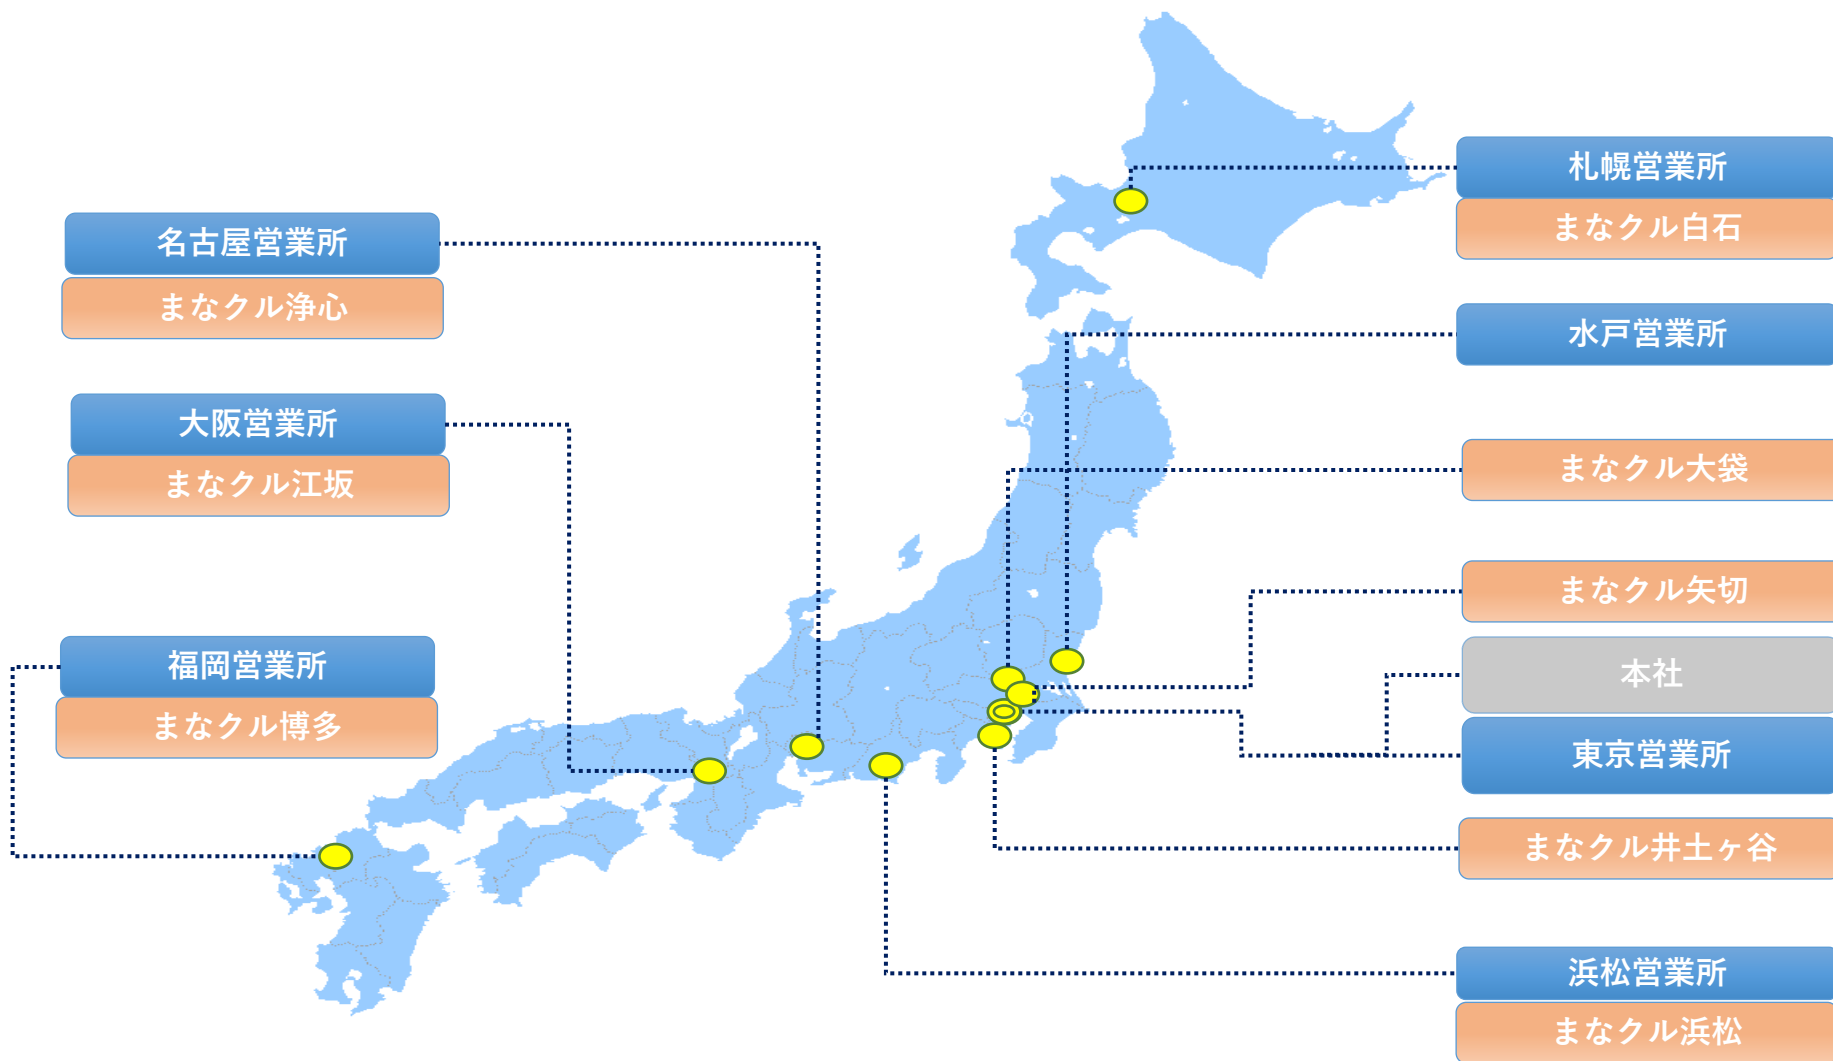 名古屋営業所
まなクル浄心
大阪営業所
まなクル江坂
福岡営業所
まなクル博多
札幌営業所
まなクル白石
水戸営業所
まなクル大袋
まなクル矢切
本社
東京営業所
まなクル井土ヶ谷
浜松営業所
まなクル浜松